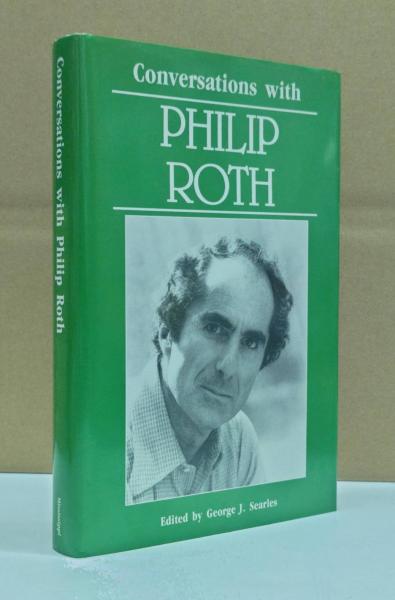 Conversations with
PHILIP
ROTH
Edited by George J. Searles
Conversations with Philip Roth
Mississippi